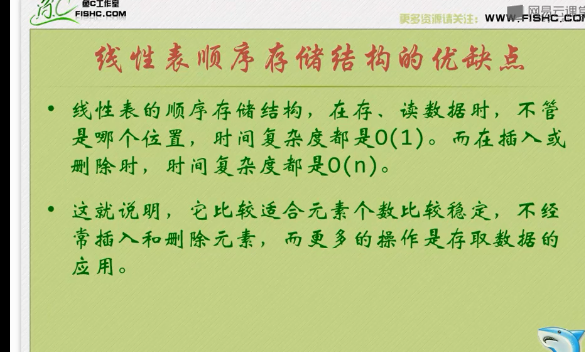 鱼C工作室
FISHC.COM
网易云课堂
更多资源请关注：WWW.FISHC.COM
线性表顺序存储结构的优缺点
• 线性表的顺序存储结构，在存、读数据时，不管
是哪个位置，时间复杂度都是O(1)。而在插入或
删除时，时间复杂度都是O(n)。
• 这就说明，它比较适合元素个数比较稳定，不经
常插入和删除元素，而更多的操作是存取数据的
应用。